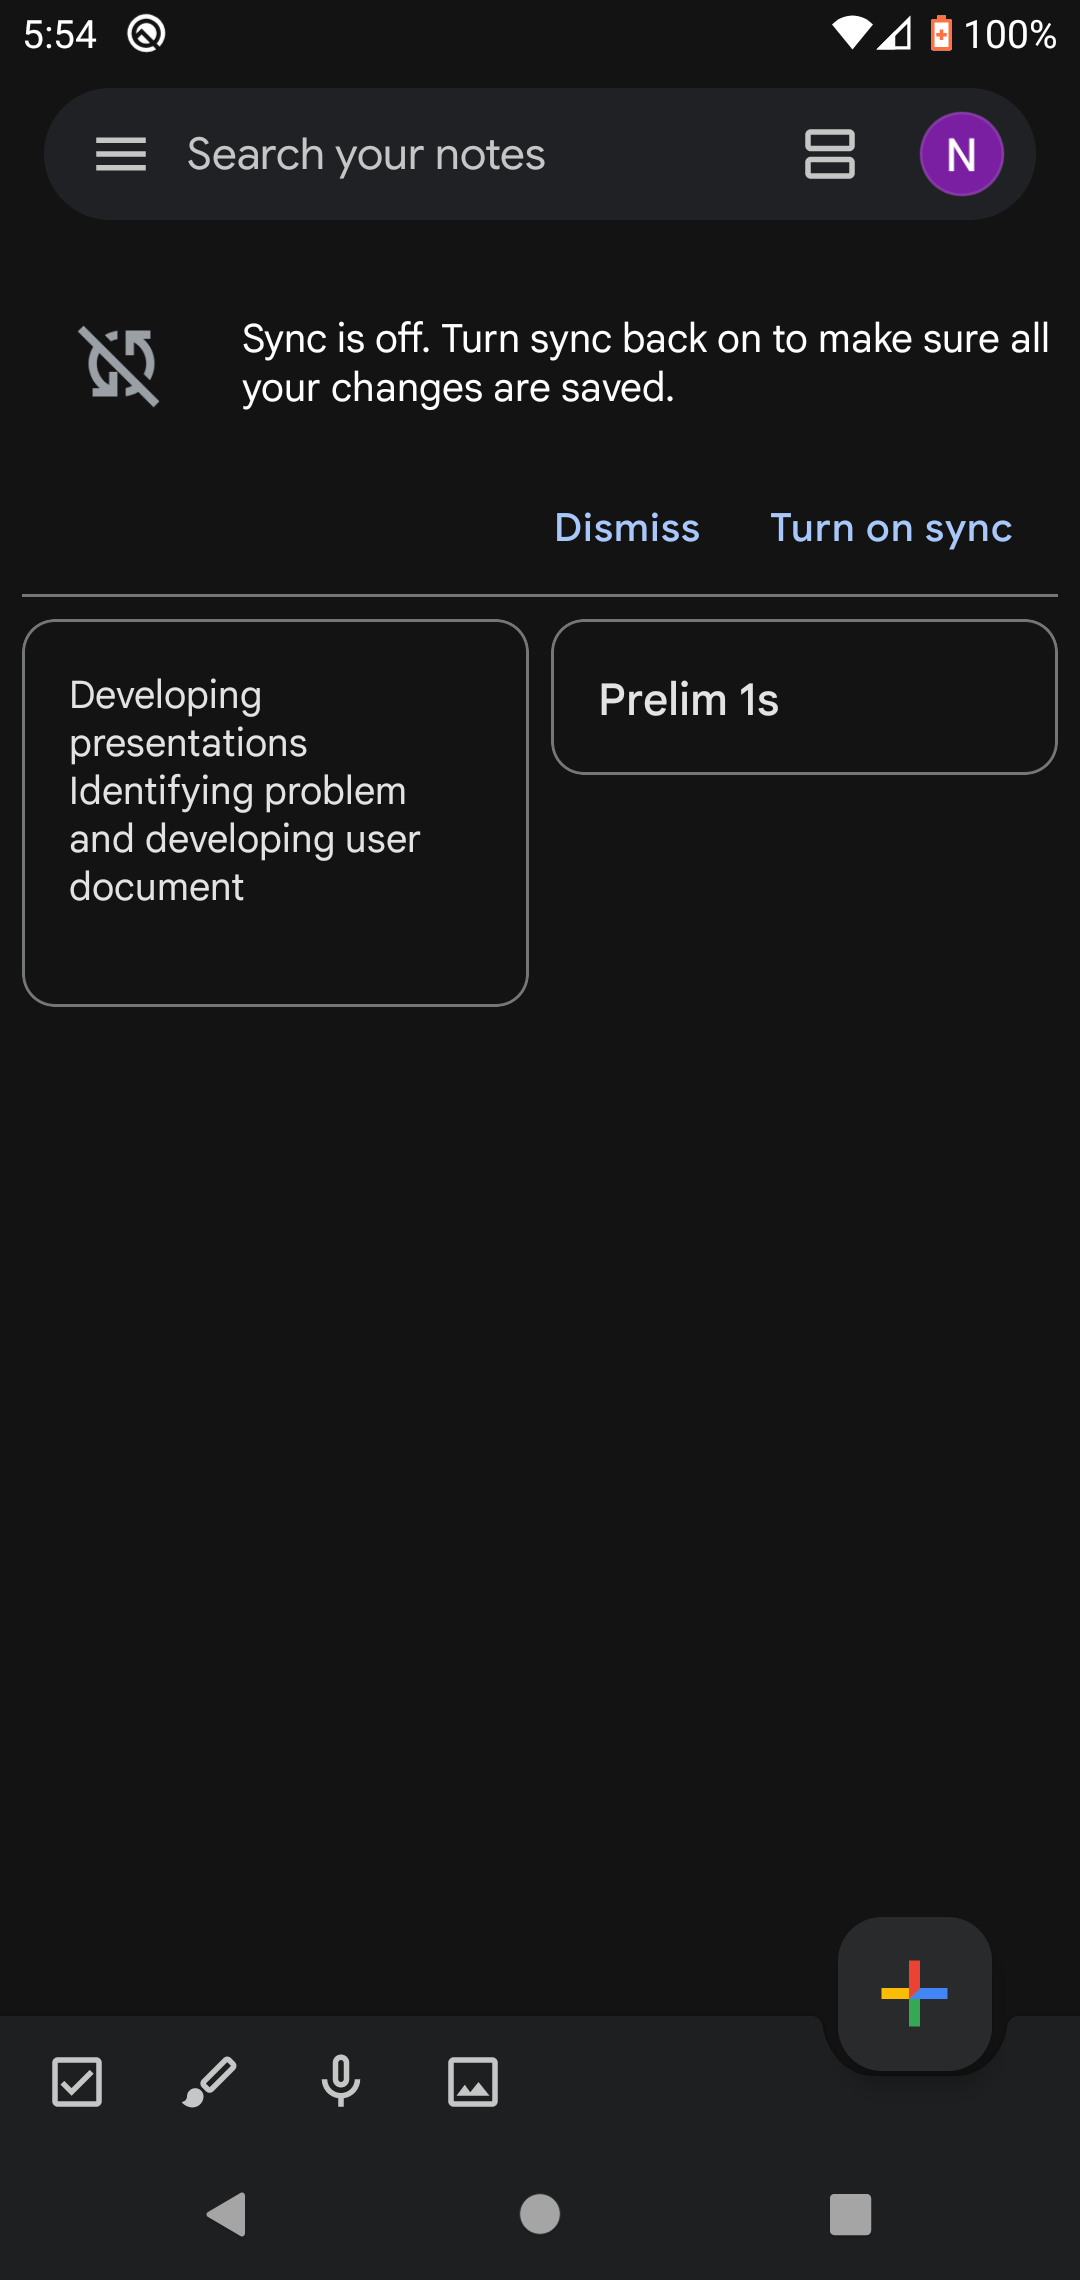 5:54
100%
Search your notes
N
Sync is off. Turn sync back on to make sure all
your changes are saved.
Dismiss
Turn on sync
Developing
presentations
Identifying problem
and developing user
document
Prelim 1s